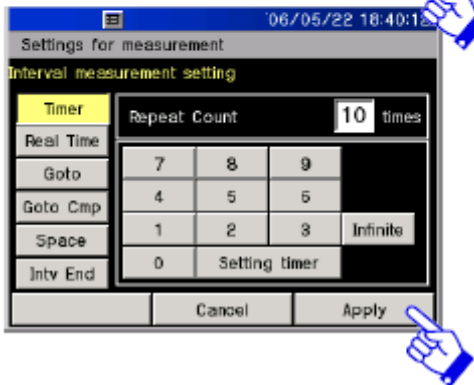 '06/05/22 18:40:12
Settings for measurement
Interval measurement setting
Timer
Repeat Count 10 times
Real Time
Goto
7 8 9
Goto Cmp
4 5 6
Space
1 2 3 Infinite
Intv End
0 Setting timer
Cancel Apply